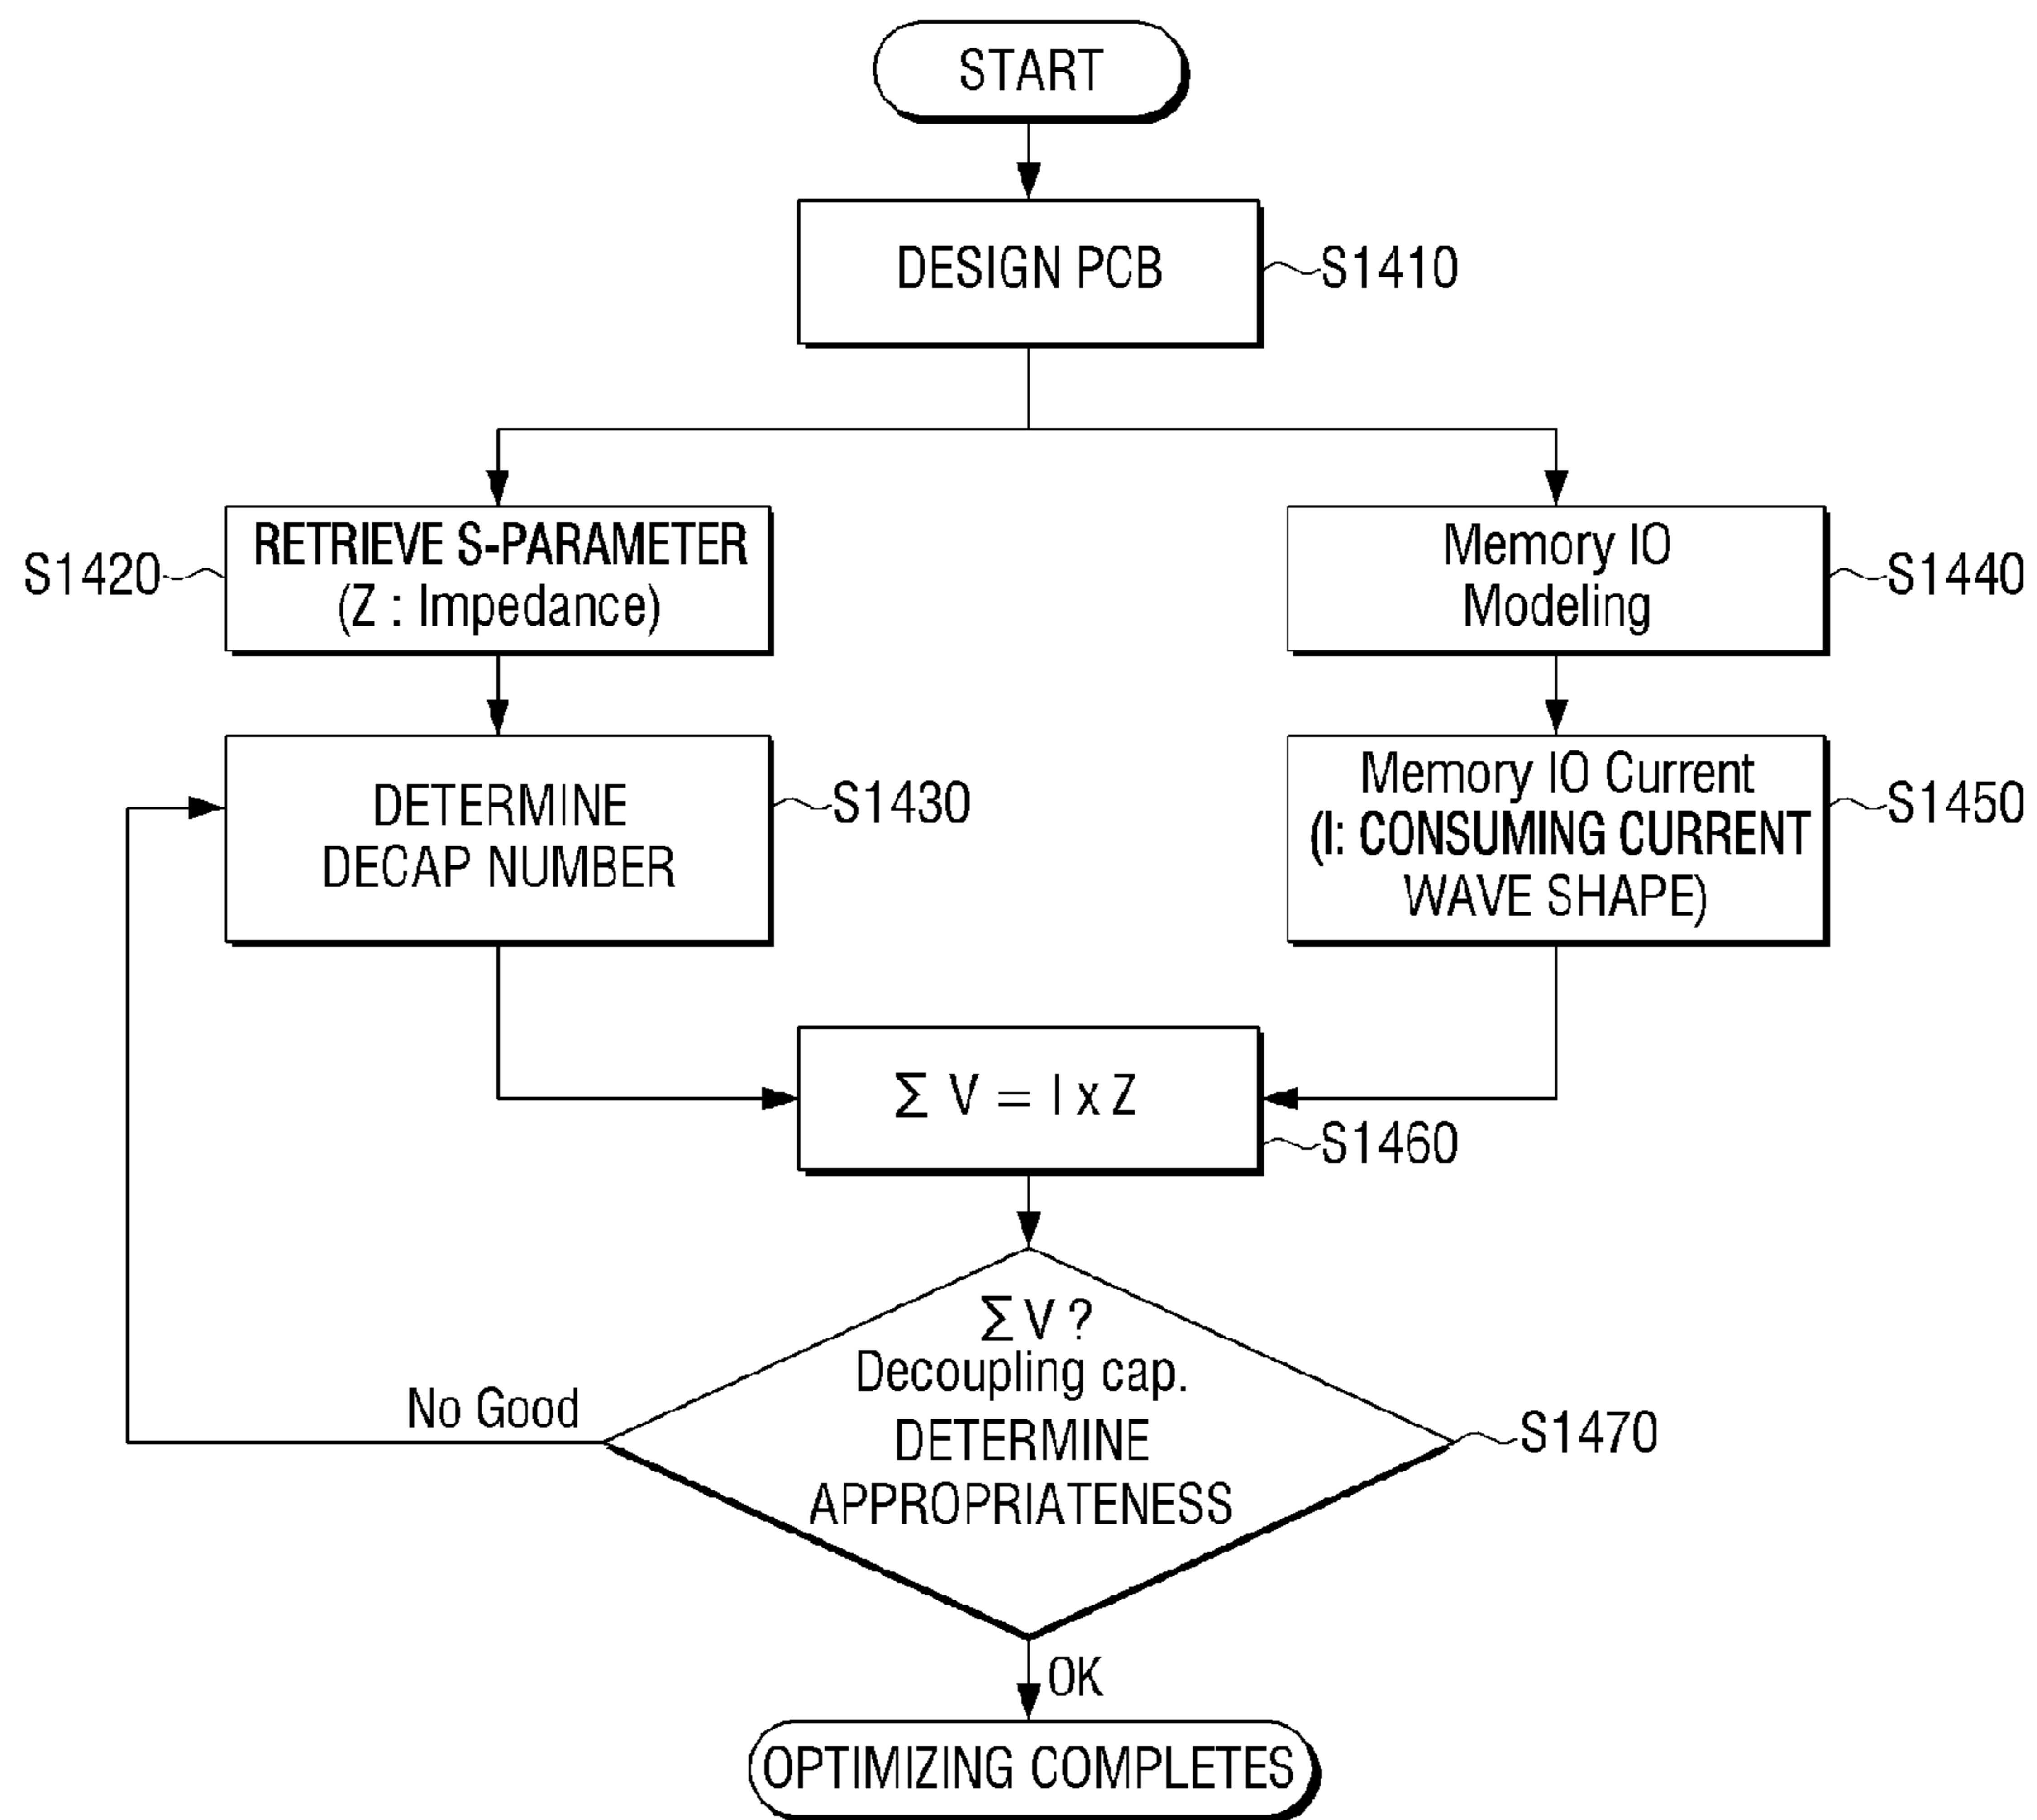 START
DESIGN PCB
S1410
RETRIEVE S-PARAMETER
(Z : Impedance)
S1420
Memory IO
Modeling
S1440
DETERMINE
DECAP NUMBER
S1430
Memory IO Current
(I: CONSUMING CURRENT
WAVE SHAPE)
S1450
Σ V = I x Z
S1460
Σ V ?
Decoupling cap.
DETERMINE
APPROPRIATENESS
S1470
No Good
OK
OPTIMIZING COMPLETES